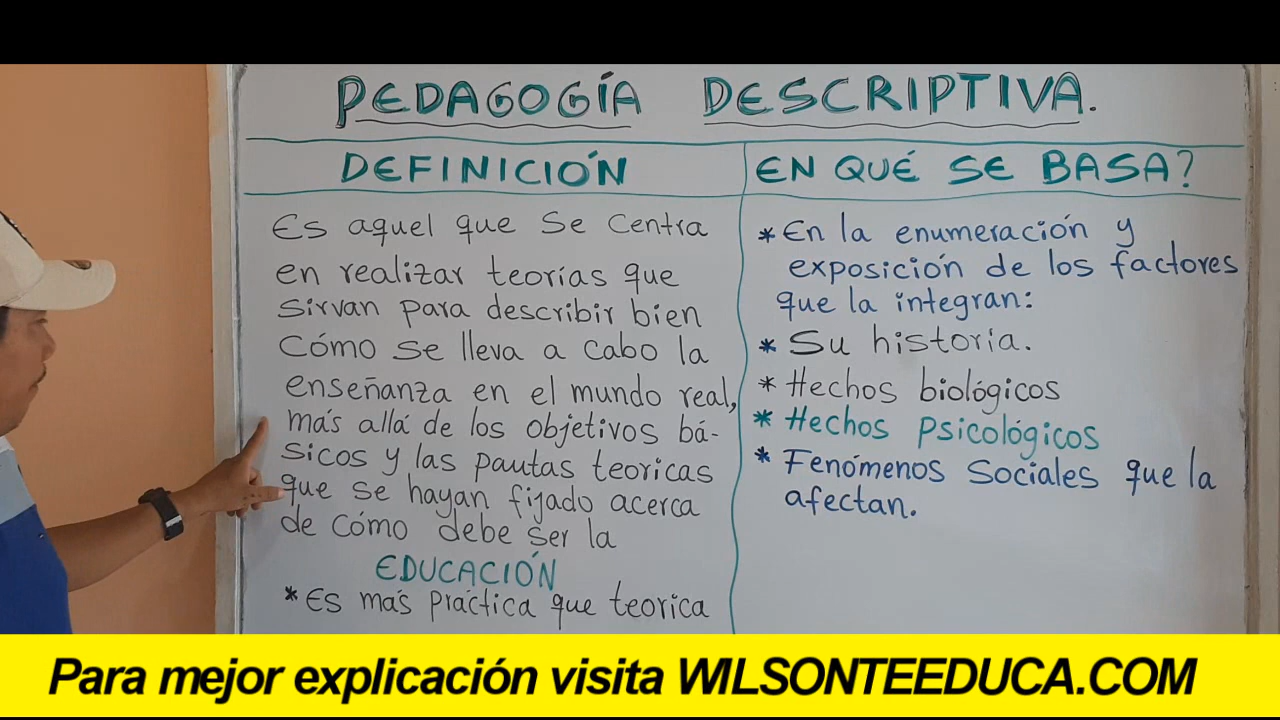 PEDAGOGÍA DESCRIPTIVA.
DEFINICIÓN
Es aquel que se centra
en realizar teorías que
sirvan para describir bien
cómo se lleva a cabo la
enseñanza en el mundo real,
más allá de los objetivos bá-
sicos y las pautas teoricas
que se hayan fijado acerca
de cómo debe ser la
EDUCACIÓN
* Es más práctica que teorica
EN QUÉ SE BASA?
* En la enumeración y
exposición de los factores
que la integran:
* Su historia.
* Hechos biológicos
* Hechos psicológicos
* Fenómenos Sociales que la
afectan.
Para mejor explicación visita WILSONTEEDUCA.COM